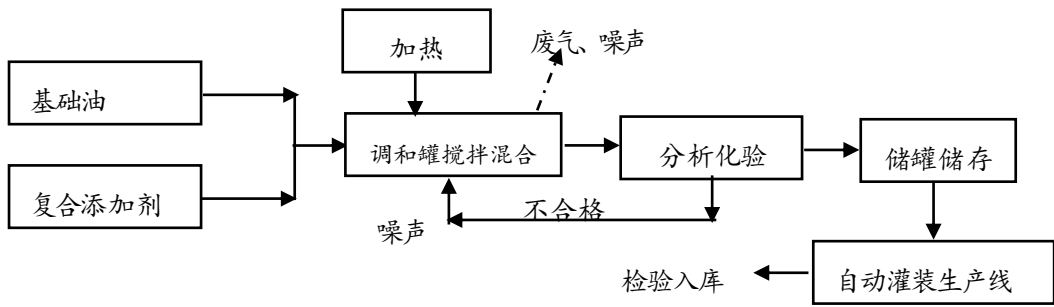 加热
废气、噪声
基础油
调和罐搅拌混合
分析化验
储罐储存
复合添加剂
不合格
噪声
检验入库
自动灌装生产线